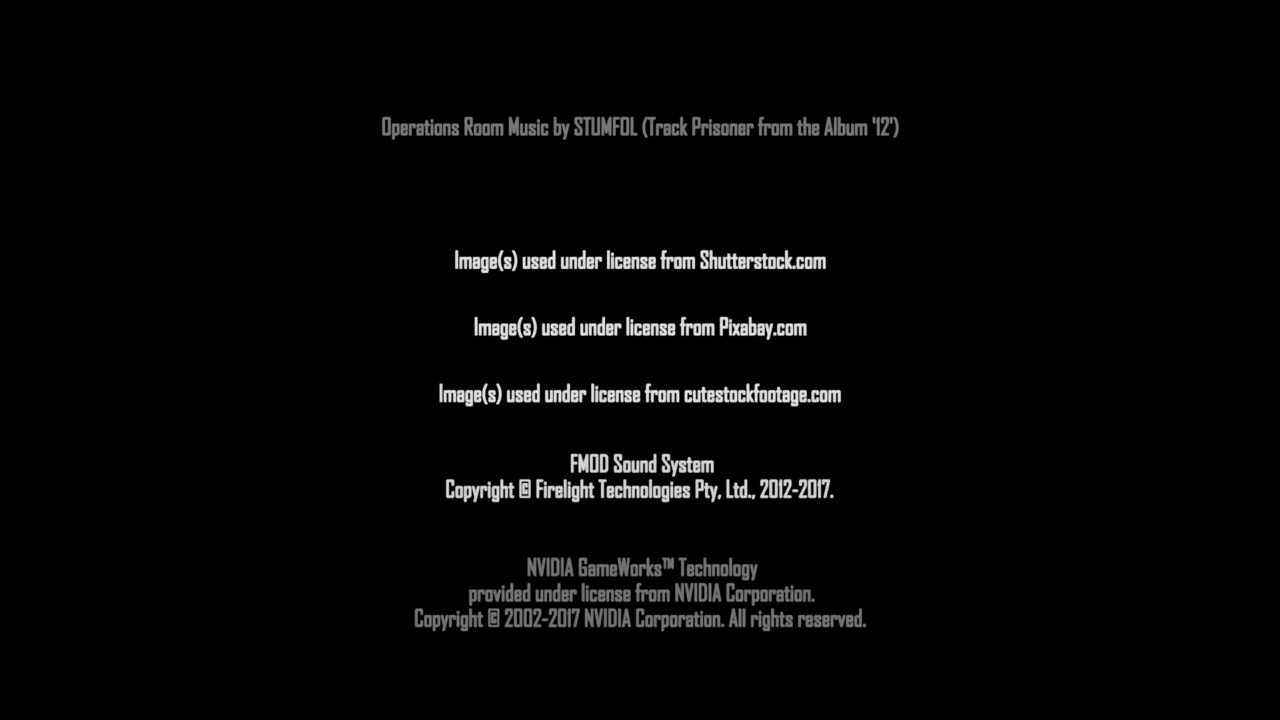 Operations Room Music by STUMFOL (Track Prisoner from the Album '12')
Image(s) used under license from Shutterstock.com
Image(s) used under license from Pixabay.com
Image(s) used under license from cutestockfootage.com
FMOD Sound System
Copyright © Firelight Technologies Pty, Ltd., 2012-2017.
NVIDIA GameWorks™ Technology
provided under license from NVIDIA Corporation.
Copyright © 2002-2017 NVIDIA Corporation. All rights reserved.